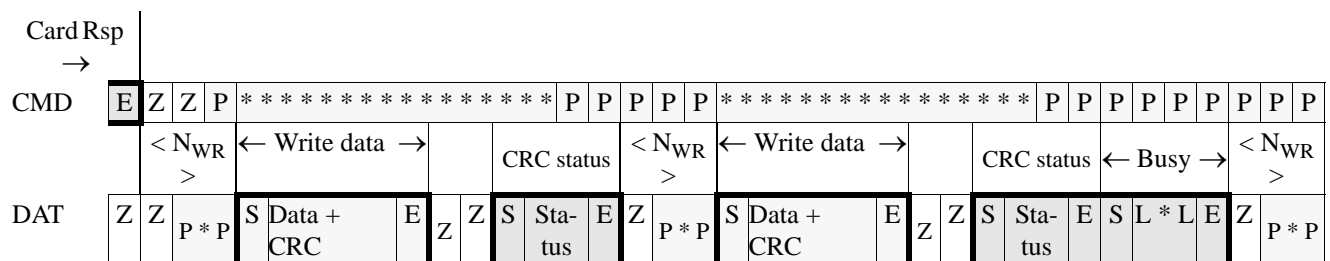 Card Rsp
→
CMD E Z Z P * * * * * * * * * * * * * * * * P P P P P * * * * * * * * * * * * * * * * P P P P P P P P P
< NWR > ← Write data → CRC status < NWR > ← Write data → CRC status ← Busy → < NWR >
DAT Z Z P * P S Data + CRC E Z Z S Sta-tus E Z P * P S Data + CRC E Z Z S Sta-tus E S L * L E Z P * P